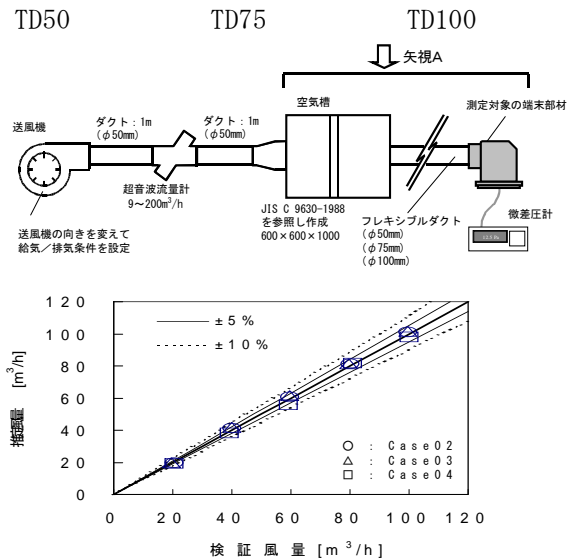 TD50 TD75 TD100
矢視A
送風機
ダクト：1m
（φ50mm）
ダクト：1m
（φ50mm）
空気槽
測定対象の端末部材
超音波流量計
9～200m³/h
送風機の向きを変えて
給気／排気条件を設定
JIS C 9630-1988
を参照し作成
600×600×1000
フレキシブルダクト
（φ50mm）
（φ75mm）
（φ100mm）
微差圧計
120
100
80
60
40
20
0
[m³/h]
±5％
±10％
○ : Case02
△ : Case03
□ : Case04
0 20 40 60 80 100 120
検証風量 [m³/h]